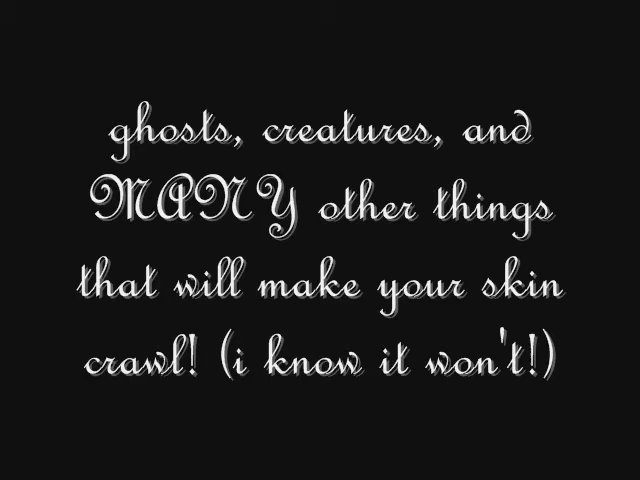 ghosts, creatures, and
MANY other things
that will make your skin
crawl! (i know it won't!)